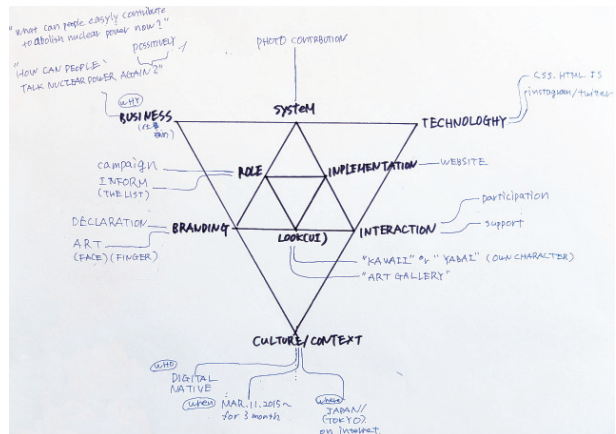 "what can people easyly contribute
to abolish nuclear power now?"
possitively
"HOW CAN PEOPLE
TALK NUCLEAR POWER AGAIN?"
PHOTO CONTRIBUTION
WHY
BUSINESS
SYSTEM
TECHNOLOGHY
CSS. HTML. JS
instagram/twitter
campaign
INFORM
(THE LIST)
ROLE
INPLEMENTATION
WEBSITE
DECLARATION
ART
(FACE) (FINGER)
BRANDING
LOOK(UI)
INTERACTION
participation
support
"KAWAII" or "YABAI" (OWN CHARACTER)
"ART GALLERY"
CULTURE/CONTEXT
WHO
DIGITAL
NATIVE
when
MAR.11.2015~
for 3 month
where
JAPAN//
(TOKYO)
on internet.